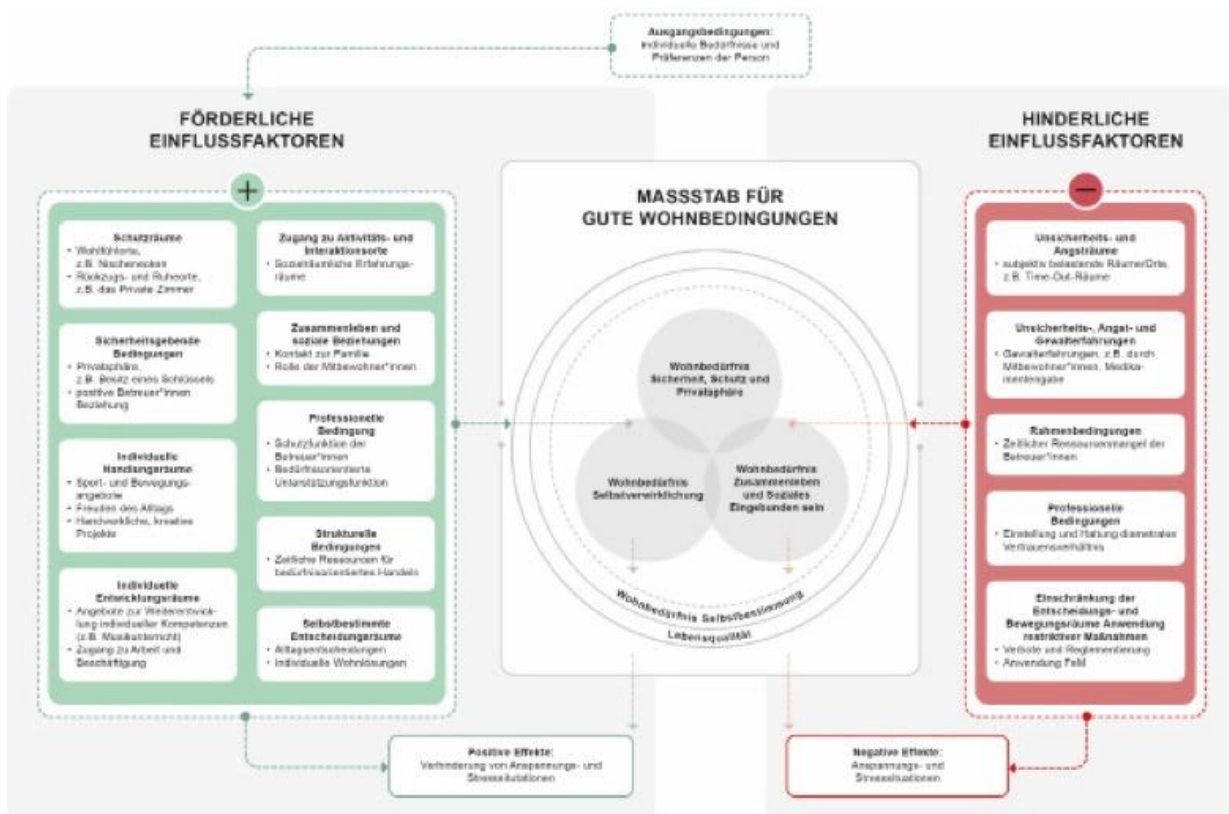 Ausgangsbedingungen:
Individuelle Bedürfnisse und
Präferenzen der Person
FÖRDERLICHE
EINFLUSSFAKTOREN
+
Schutzräume
• Wohlfühlorte,
z.B. Nischenecken
• Rückzugs- und Ruheorte,
z.B. das Private Zimmer
Sicherheitsgebende
Bedingungen
• Privatsphäre,
z.B. Besitz eines Schlüssels
• positive Betreuer*innen
Beziehung
Individuelle
Handlungsräume
• Sport- und Bewegungs-
angebote
• Freuden des Alltags
• Handwerkliche, kreative
Projekte
Individuelle
Entwicklungsräume
• Angebote zur Weiterentwick-
lung individueller Kompetenzen
(z.B. Musikunterricht)
• Zugang zu Arbeit und
Beschäftigung
Zugang zu Aktivitäts- und
Interaktionsorte
• Sozialräumliche Erfahrungs-
räume
Zusammenleben und
soziale Beziehungen
• Kontakt zur Familie
• Rolle der Mitbewohner*innen
Professionelle
Bedingung
• Schutzfunktion der
Betreuer*innen
• Bedürfnisorientierte
Unterstützungsfunktion
Strukturelle
Bedingungen
• Zeitliche Ressourcen für
bedürfnisorientiertes Handeln
Selbstbestimmte
Entscheidungsräume
• Alltagsentscheidungen
• Individuelle Wohnlösungen
MASSSTAB FÜR
GUTE WOHNBEDINGUNGEN
Wohnbedürfnis
Sicherheit, Schutz und
Privatsphäre
Wohnbedürfnis
Selbstverwirklichung
Wohnbedürfnis
Zusammenleben
und Soziales
Eingebunden sein
Wohnbedürfnis Selbstbestimmung
Lebensqualität
HINDERLICHE
EINFLUSSFAKTOREN
−
Unsicherheits- und
Angsträume
• subjektiv belastende Räume/Orte,
z.B. Time-Out-Räume
Unsicherheits-, Angst- und
Gewalterfahrungen
• Gewalterfahrungen, z.B. durch
Mitbewohner*innen, Medika-
mentengabe
Rahmenbedingungen
• Zeitlicher Ressourcenmangel der
Betreuer*innen
Professionelle
Bedingungen
• Einstellung und Haltung diametrales
Vertrauensverhältnis
Einschränkung der
Entscheidungs- und
Bewegungsräume Anwendung
restriktiver Maßnahmen
• Verbote und Reglementierung
• Anwendung FeM
Positive Effekte:
Verhinderung von Anspannungs- und
Stresssitutationen
Negative Effekte:
Anspannungs- und
Stresssituationen